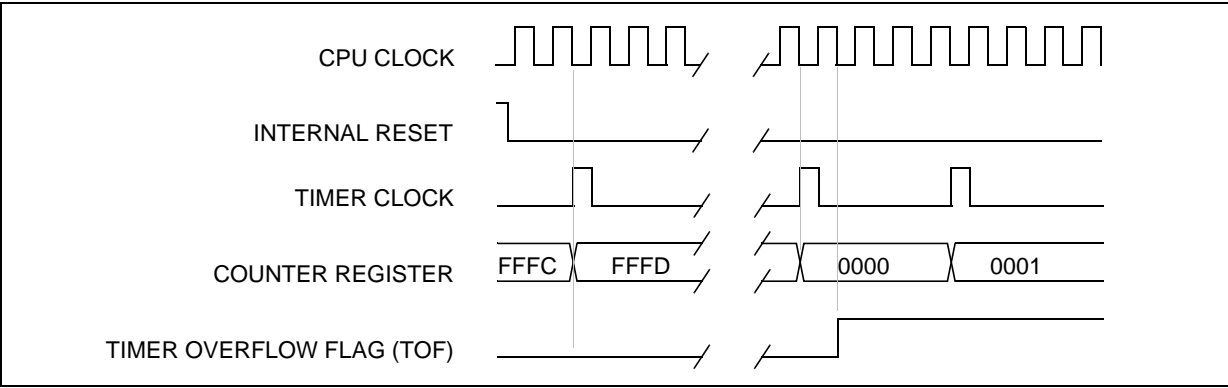 CPU CLOCK
INTERNAL RESET
TIMER CLOCK
COUNTER REGISTER FFFC FFFD 0000 0001
TIMER OVERFLOW FLAG (TOF)